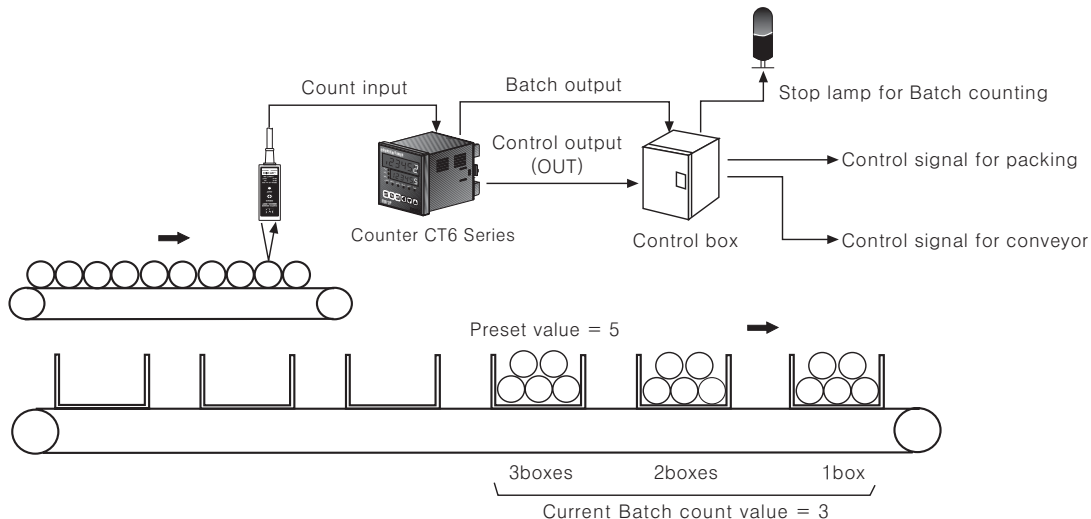 Count input
Batch output
Stop lamp for Batch counting
Control output
(OUT)
Control signal for packing
Counter CT6 Series
Control box
Control signal for conveyor
Preset value = 5
3boxes
2boxes
1box
Current Batch count value = 3